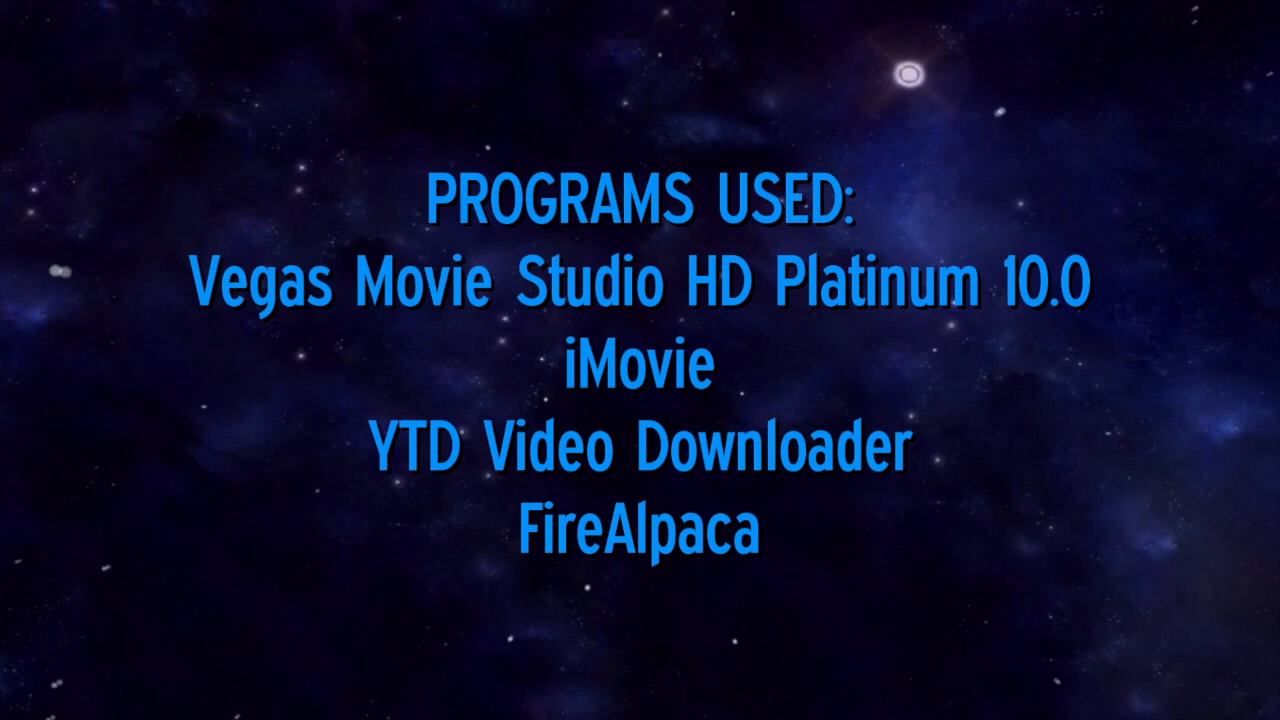 PROGRAMS USED:
Vegas Movie Studio HD Platinum 10.0
iMovie
YTD Video Downloader
FireAlpaca